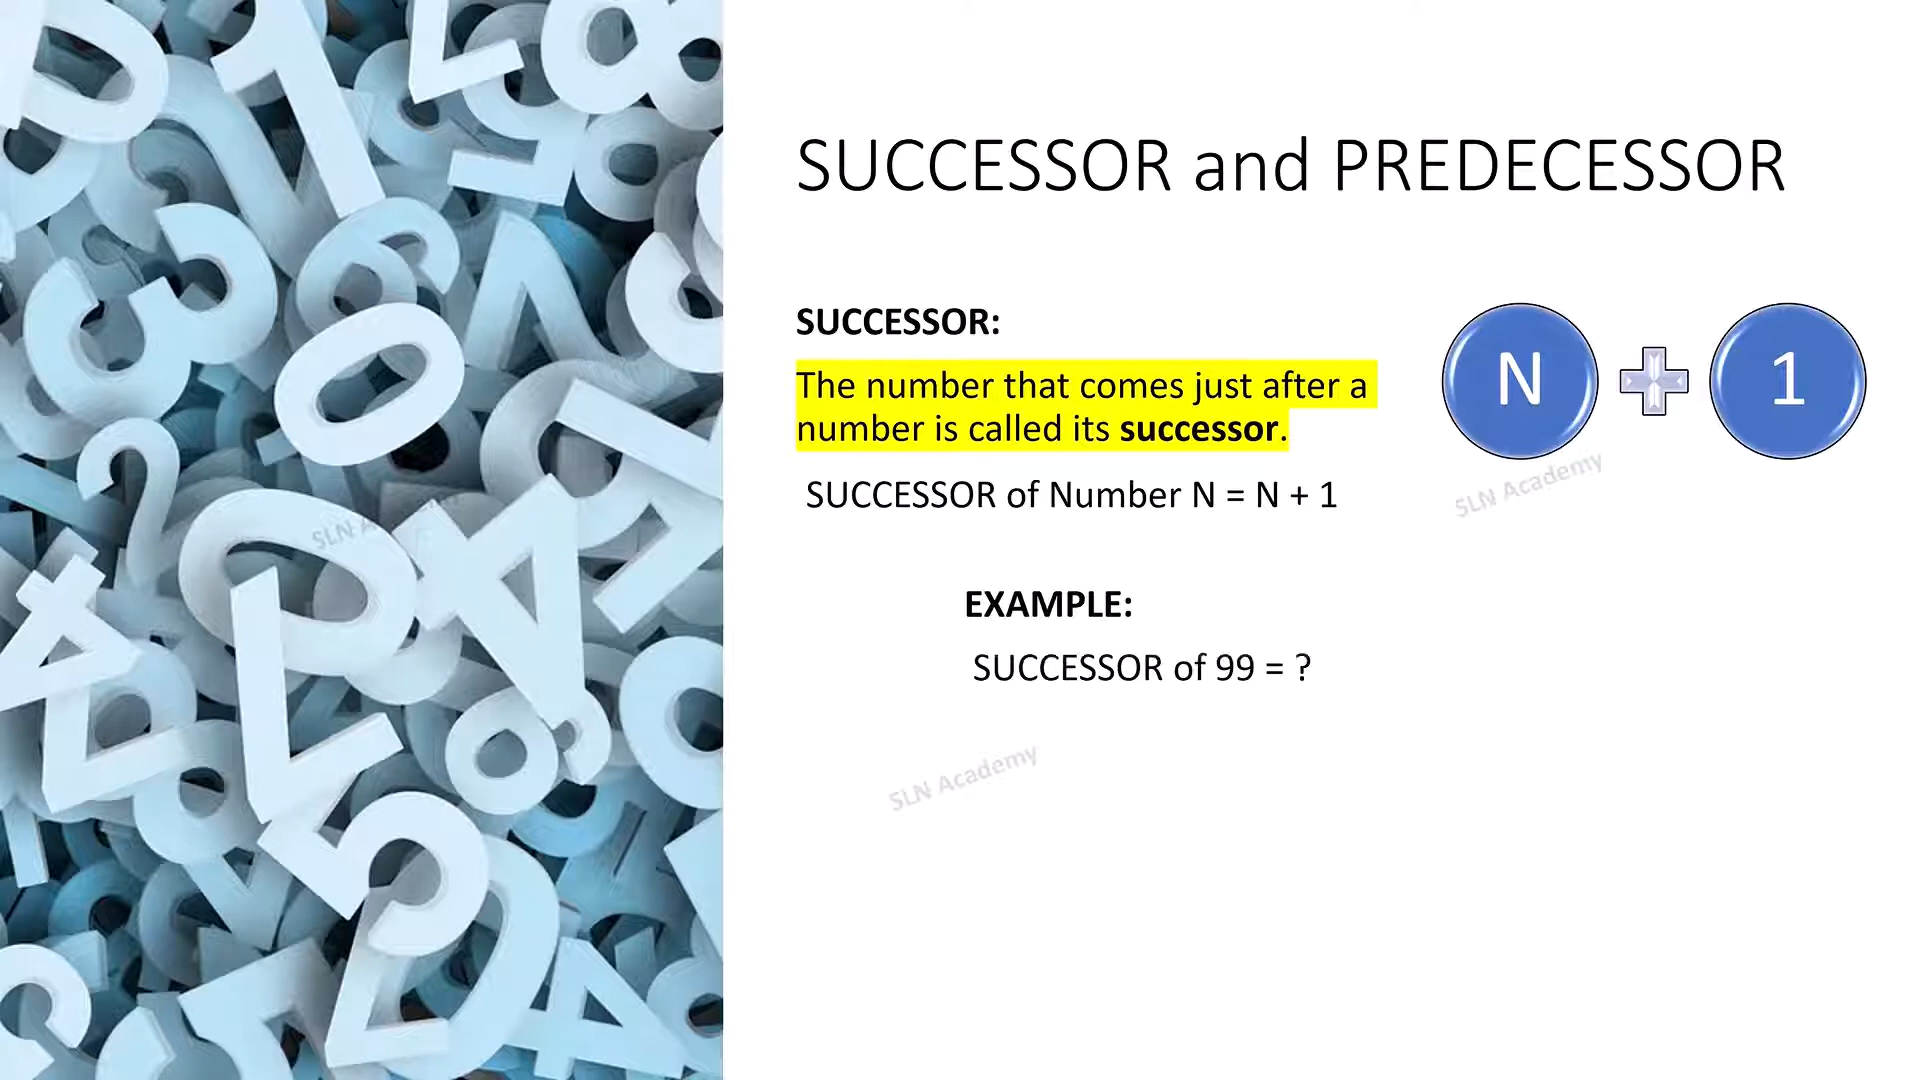 SUCCESSOR and PREDECESSOR
SUCCESSOR:
The number that comes just after a
number is called its successor.
N + 1
SUCCESSOR of Number N = N + 1
SLN Academy
EXAMPLE:
SUCCESSOR of 99 = ?
SLN Academy